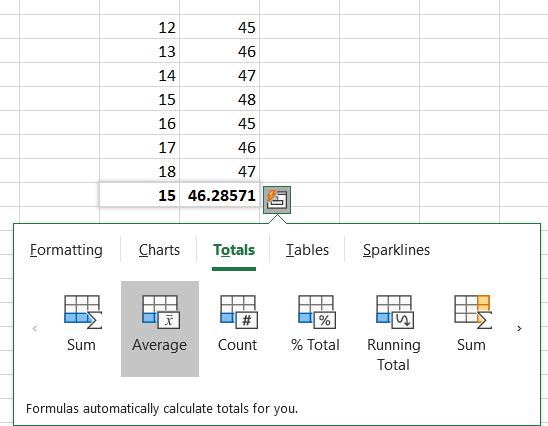 12 45
13 46
14 47
15 48
16 45
17 46
18 47
15 46.28571
Formatting Charts Totals Tables Sparklines
Sum Average Count % Total Running Total Sum
Formulas automatically calculate totals for you.